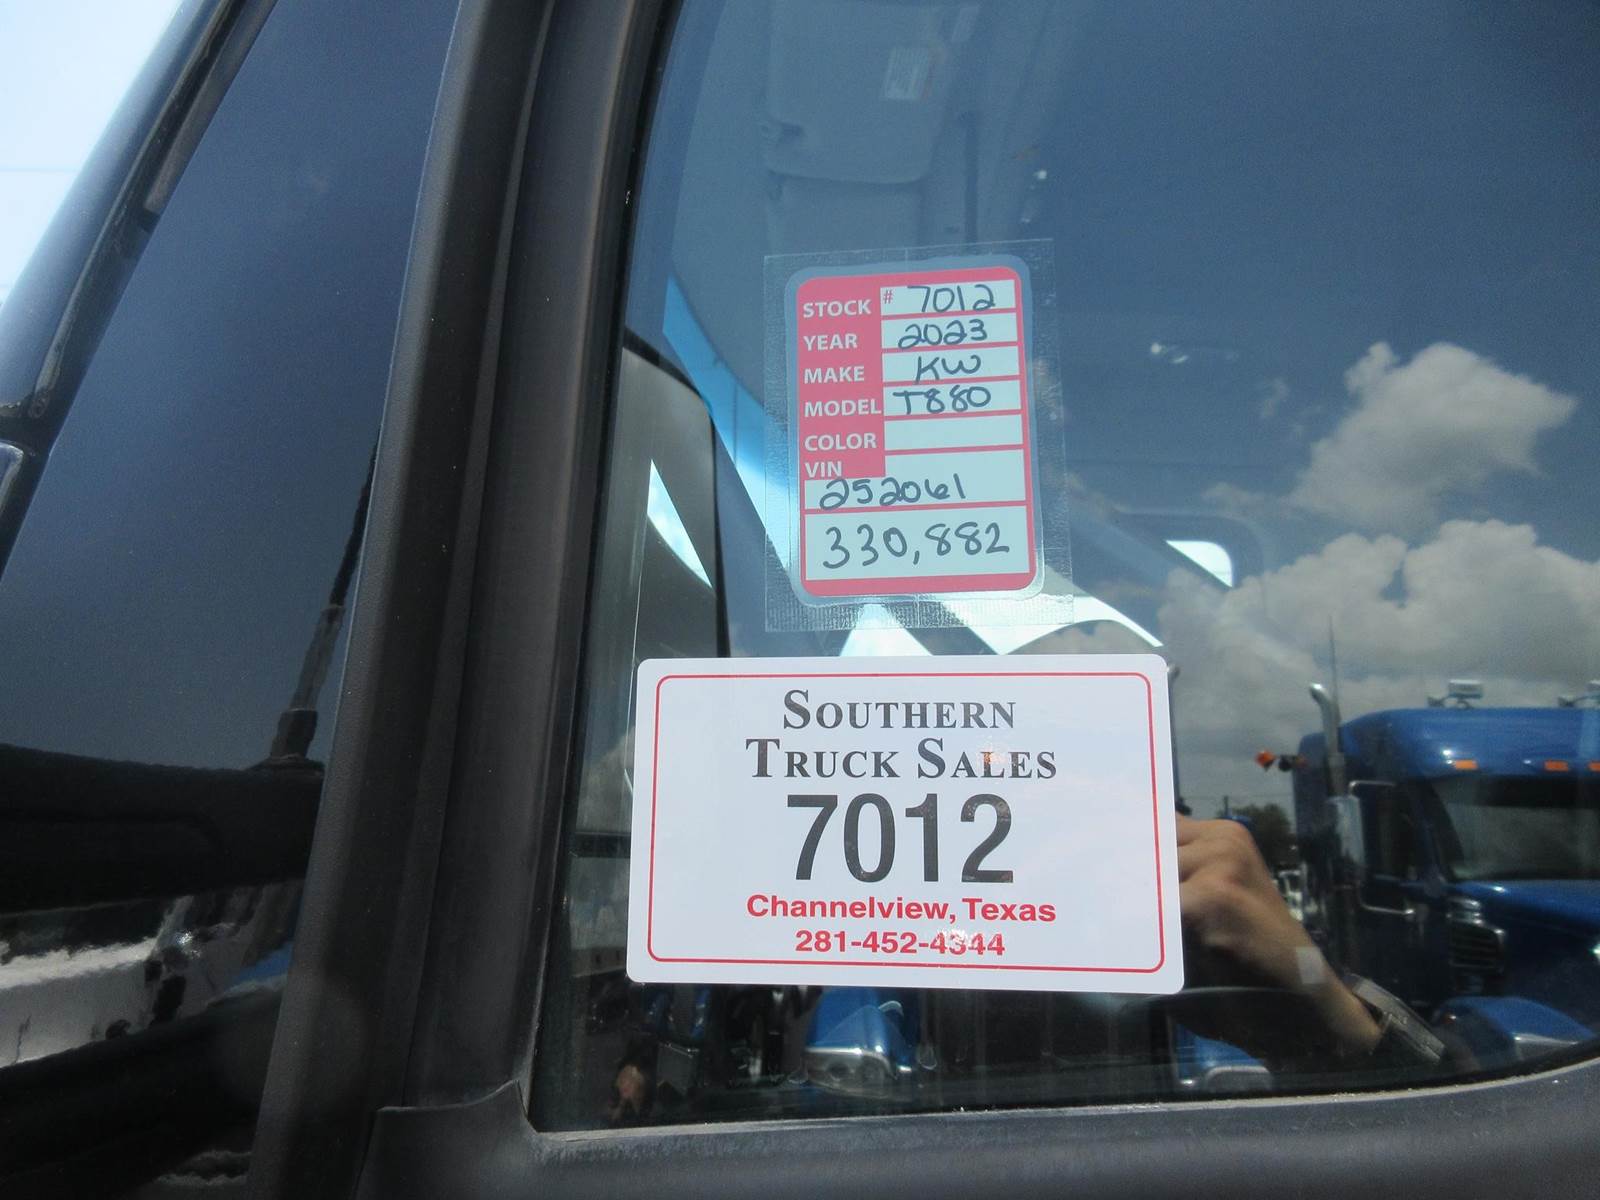 STOCK # 7012
YEAR 2023
MAKE KW
MODEL T880
COLOR
VIN
252061
330,882
SOUTHERN
TRUCK SALES
7012
Channelview, Texas
281-452-4344